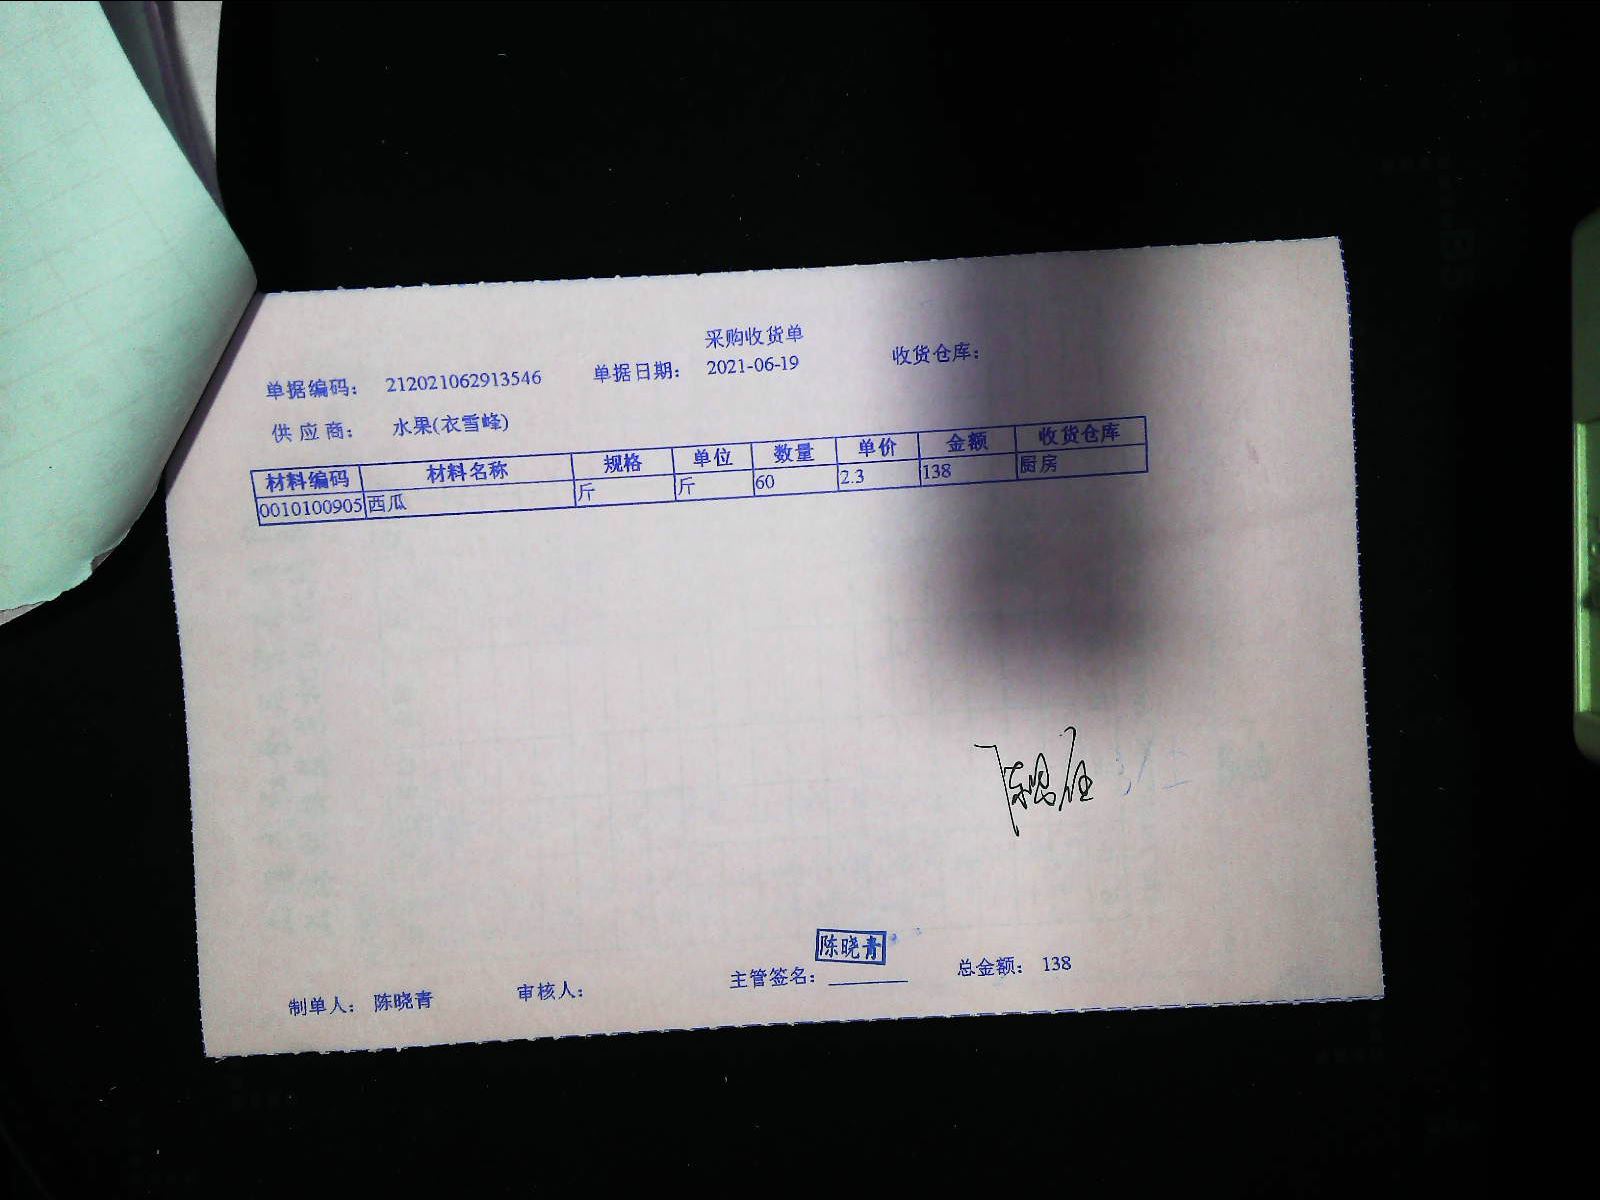 采购收货单
单据编码： 212021062913546 单据日期： 2021-06-19 收货仓库：
供应商： 水果(衣雪峰)
材料编码 材料名称 规格 单位 数量 单价 金额 收货仓库
0010100905 西瓜 斤 斤 60 2.3 138 厨房
陈晓青
制单人： 陈晓青 审核人： 主管签名： 总金额： 138